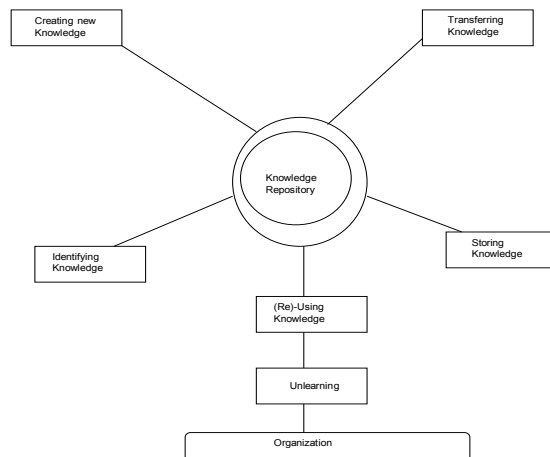 Creating new
Knowledge
Transferring
Knowledge
Knowledge
Repository
Identifying
Knowledge
Storing
Knowledge
(Re)-Using
Knowledge
Unlearning
Organization